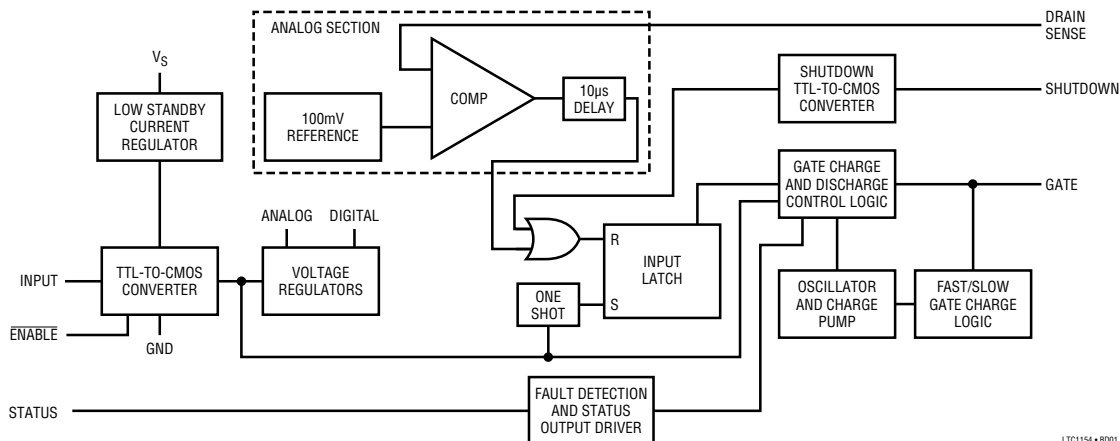 ANALOG SECTION
DRAIN
SENSE
V_S
LOW STANDBY
CURRENT
REGULATOR
100mV
REFERENCE
COMP
10µs
DELAY
SHUTDOWN
TTL-TO-CMOS
CONVERTER
SHUTDOWN
GATE CHARGE
AND DISCHARGE
CONTROL LOGIC
GATE
ANALOG
DIGITAL
INPUT
TTL-TO-CMOS
CONVERTER
VOLTAGE
REGULATORS
R
INPUT
LATCH
S
ONE
SHOT
OSCILLATOR
AND CHARGE
PUMP
FAST/SLOW
GATE CHARGE
LOGIC
ENABLE
GND
STATUS
FAULT DETECTION
AND STATUS
OUTPUT DRIVER
LTC1154 • BD01